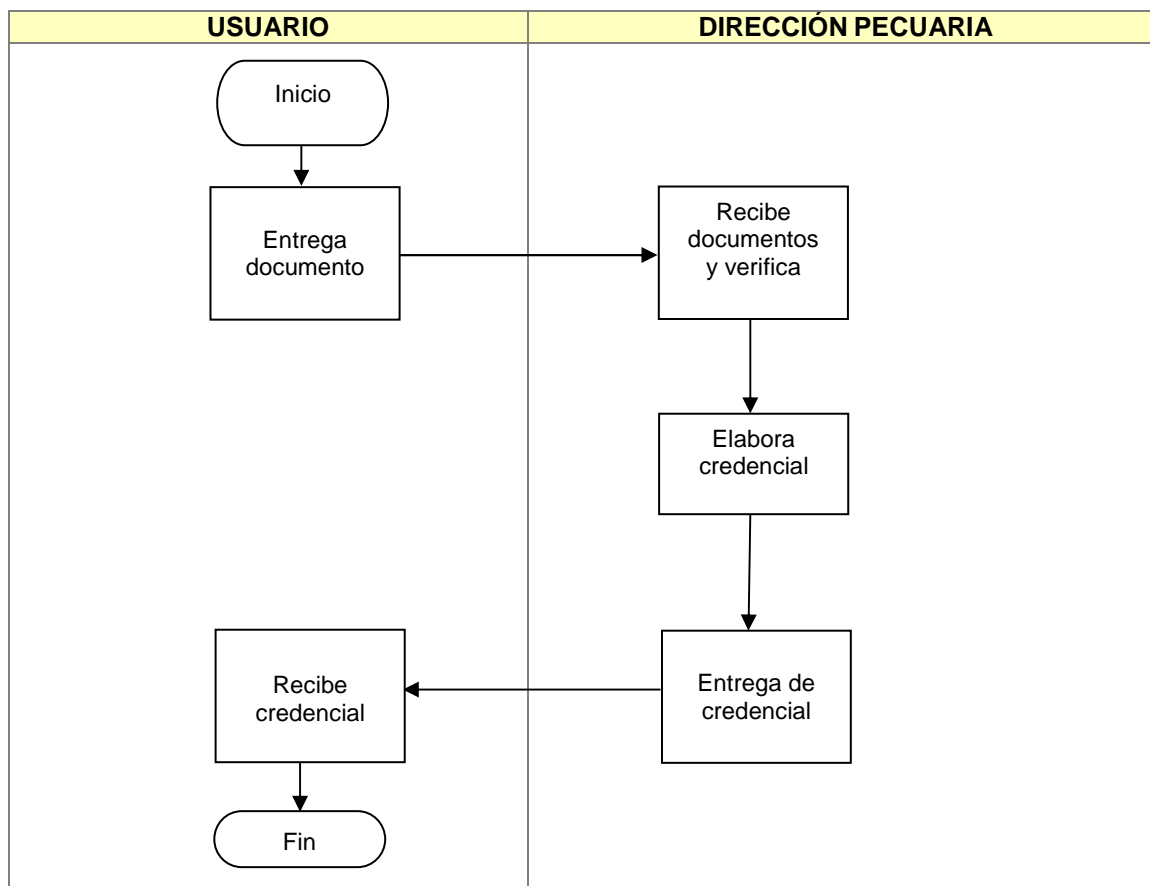 USUARIO
DIRECCIÓN PECUARIA
Inicio
Entrega
documento
Recibe
documentos
y verifica
Elabora
credencial
Entrega de
credencial
Recibe
credencial
Fin